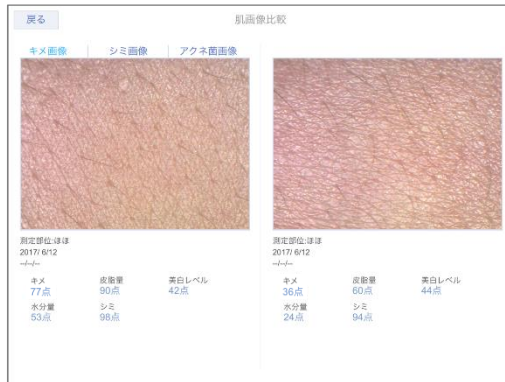 戻る
肌画像比較
キメ画像
シミ画像
アクネ菌画像
測定部位:ほほ
2017/ 6/12
--/--/--
キメ
皮脂量
美白レベル
77点
90点
42点
水分量
シミ
53点
98点
測定部位:ほほ
2017/ 6/12
--/--/--
キメ
皮脂量
美白レベル
36点
60点
44点
水分量
シミ
24点
94点